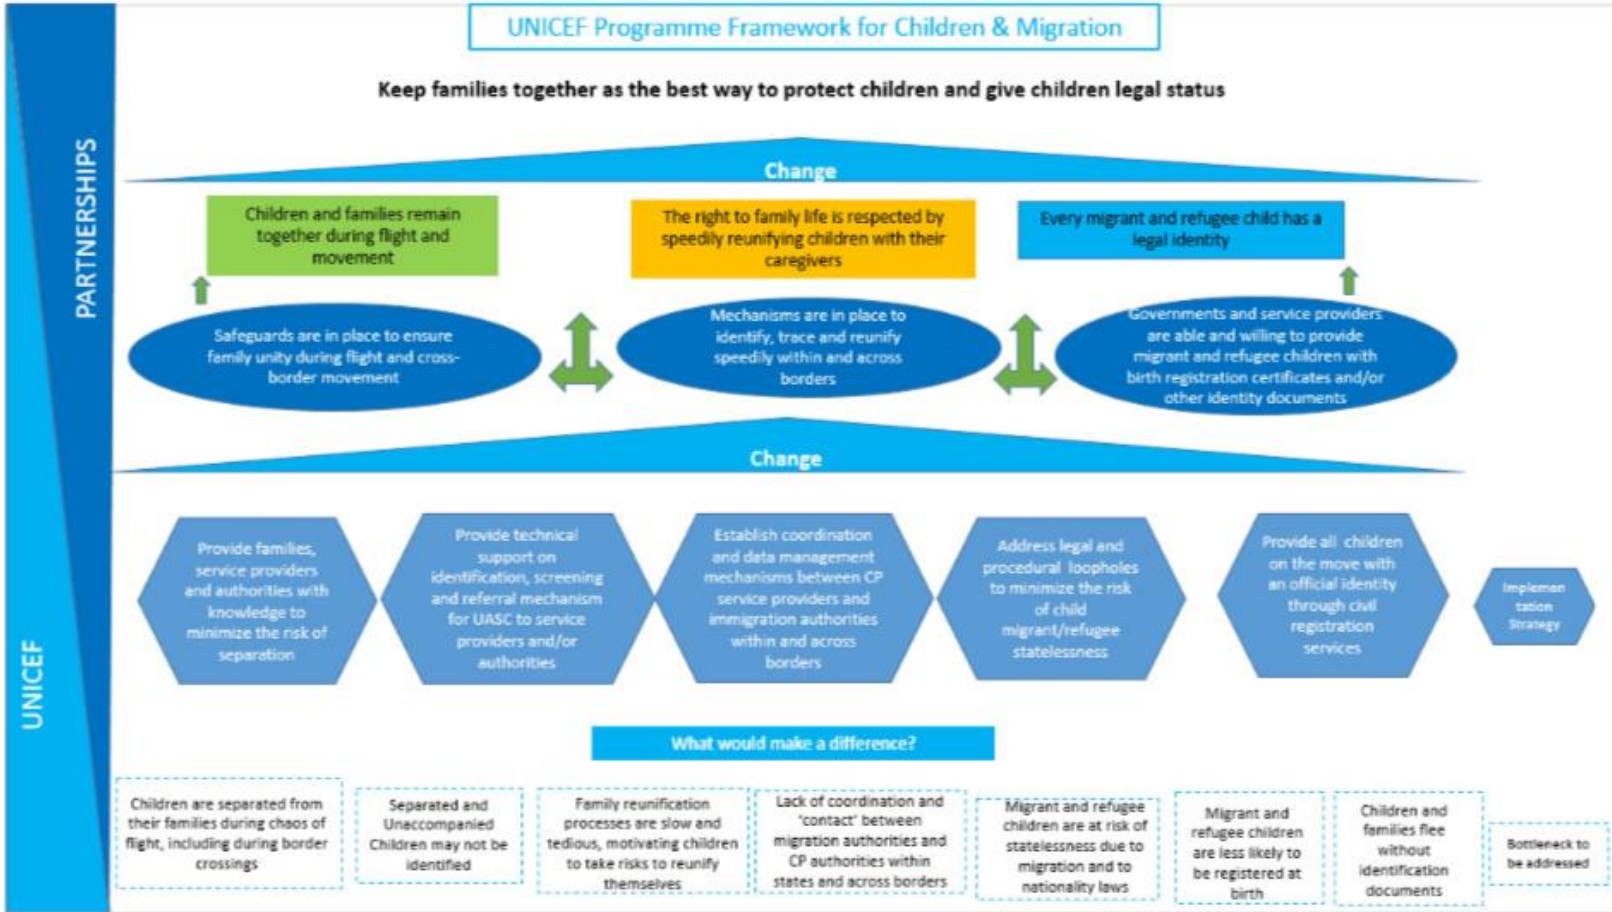 UNICEF Programme Framework for Children & Migration
Keep families together as the best way to protect children and give children legal status
PARTNERSHIPS
UNICEF
Change
Children and families remain
together during flight and
movement
The right to family life is respected by
speedily reunifying children with their
caregivers
Every migrant and refugee child has a
legal identity
Safeguards are in place to ensure
family unity during flight and cross-
border movement
Mechanisms are in place to
identify, trace and reunify
speedily within and across
borders
Governments and service providers
are able and willing to provide
migrant and refugee children with
birth registration certificates and/or
other identity documents
Change
Provide families,
service providers
and authorities with
knowledge to
minimize the risk of
separation
Provide technical
support on
identification, screening
and referral mechanism
for UASC to service
providers and/or
authorities
Establish coordination
and data management
mechanisms between CP
service providers and
immigration authorities
within and across
borders
Address legal and
procedural loopholes
to minimize the risk
of child
migrant/refugee
statelessness
Provide all children
on the move with
an official identity
through civil
registration
services
Implemen
tation
Strategy
What would make a difference?
Children are separated from
their families during chaos of
flight, including during border
crossings
Separated and
Unaccompanied
Children may not be
identified
Family reunification
processes are slow and
tedious, motivating children
to take risks to reunify
themselves
Lack of coordination and
'contact' between
migration authorities and
CP authorities within
states and across borders
Migrant and refugee
children are at risk of
statelessness due to
migration and to
nationality laws
Migrant and
refugee children
are less likely to
be registered at
birth
Children and
families flee
without
identification
documents
Bottleneck to
be addressed